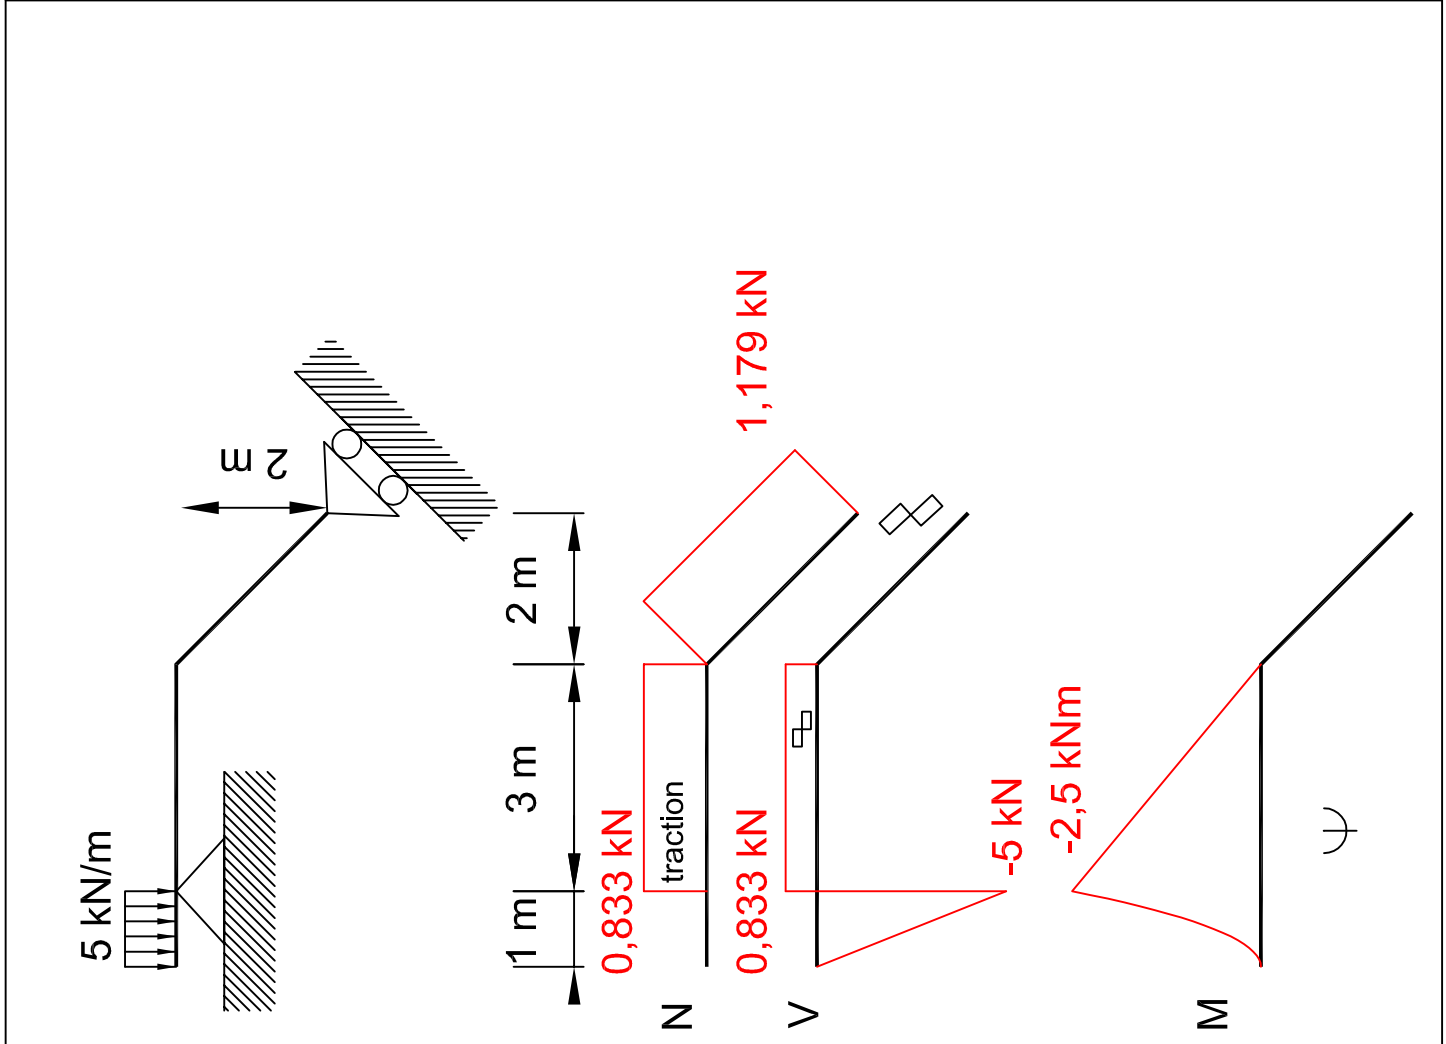 5 kN/m
2 m
1 m
3 m
2 m
0,833 kN
1,179 kN
N
traction
0,833 kN
V
-5 kN
-2,5 kNm
M